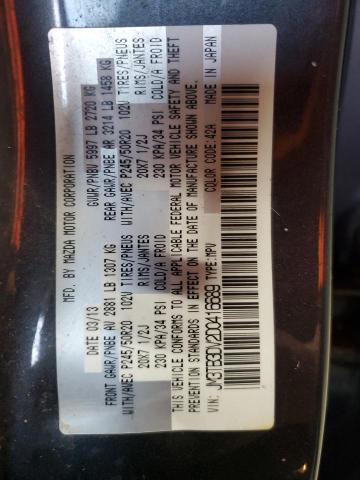 MFD. BY MAZDA MOTOR CORPORATION
DATE: 03/13 GVWR/PNBV 5997 LB 2720 KG
FRONT GAWR/PNBE AV 2881 LB 1307 KG REAR GAWR/PNBE AR 3214 LB 1458 KG
WITH/AVEC P245/50R20 102V TIRES/PNEUS WITH/AVEC P245/50R20 102V TIRES/PNEUS
20X7 1/2J RIMS/JANTES 20X7 1/2J RIMS/JANTES
230 KPA/34 PSI COLD/A FROID 230 KPA/34 PSI COLD/A FROID
THIS VEHICLE CONFORMS TO ALL APPLICABLE FEDERAL MOTOR VEHICLE SAFETY AND THEFT
PREVENTION STANDARDS IN EFFECT ON THE DATE OF MANUFACTURE SHOWN ABOVE.
MADE IN JAPAN
VIN: JM3TB3DV2D0416689 TYPE:MPV COLOR:42A